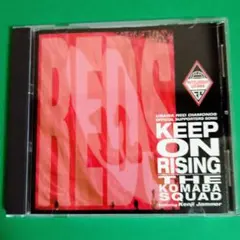 REDS
URAWA RED DIAMONDS
OFFICIAL SUPPORTERS SONG
KEEP
ON
RISING
THE
KOMABA
SQUAD
featuring Kenji Jammer